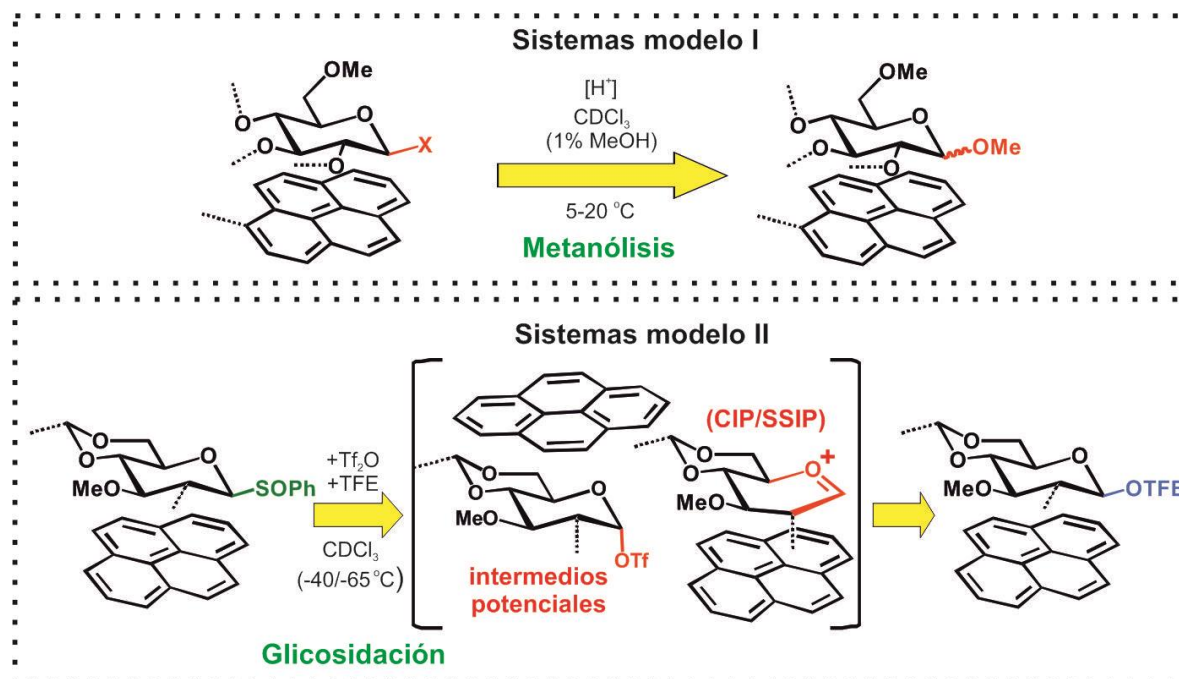 Sistemas modelo I
OMe
O
O
O
O
X
[H⁺]
CDCl₃
(1% MeOH)
5-20 °C
Metanólisis
OMe
O
O
O
O
OMe
Sistemas modelo II
O
O
O
MeO
SOPh
+Tf₂O
+TFE
CDCl₃
(-40/-65°C)
Glicosidación
O
O
O
MeO
OTf
intermedios
potenciales
(CIP/SSIP)
O
O
O
+
MeO
O
O
O
MeO
OTFE